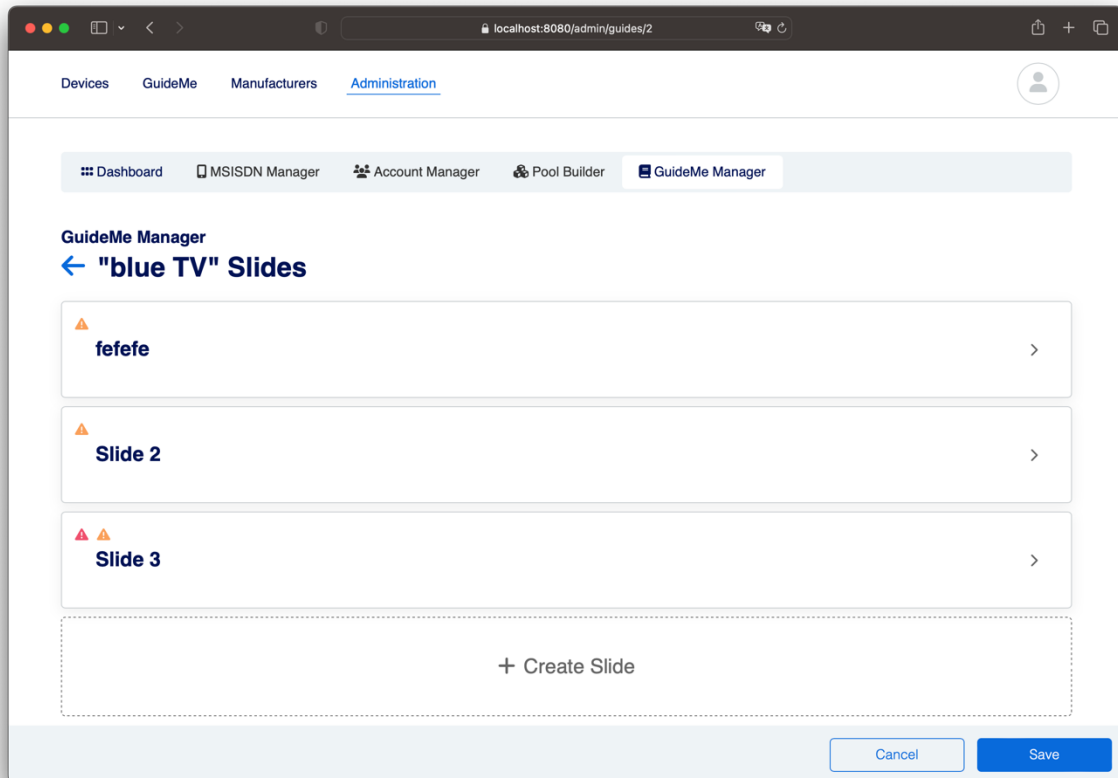 localhost:8080/admin/guides/2
Devices GuideMe Manufacturers Administration
Dashboard MSISDN Manager Account Manager Pool Builder GuideMe Manager
GuideMe Manager
"blue TV" Slides
fefefe
Slide 2
Slide 3
+ Create Slide
Cancel Save